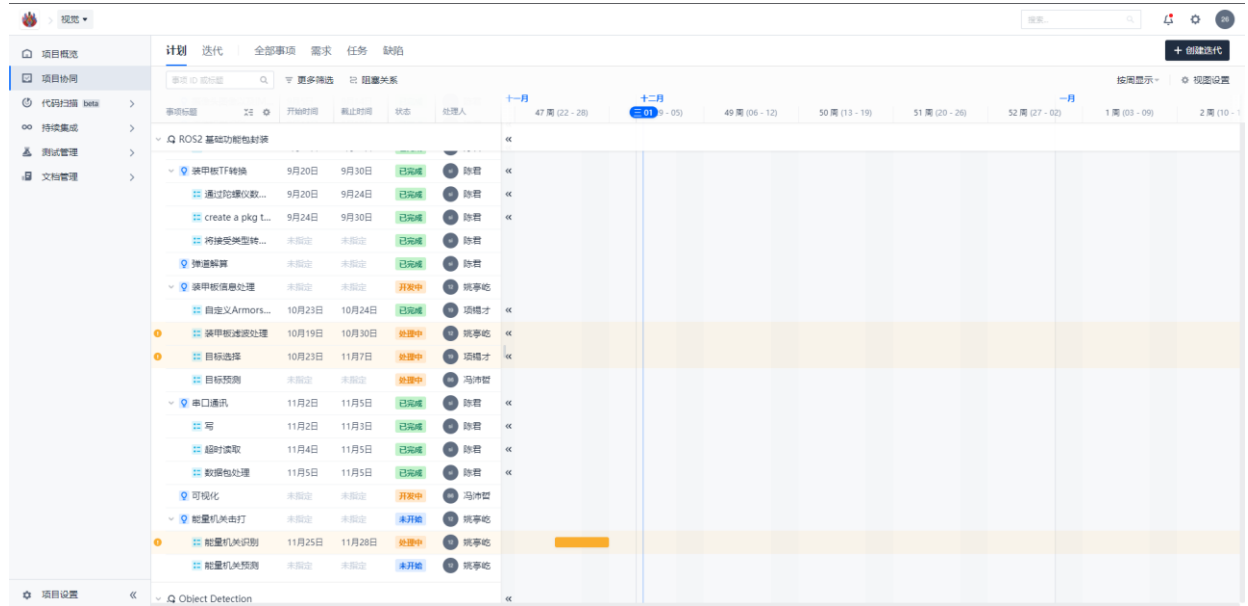 视觉
搜索...
项目概览
项目协同
代码扫描 beta
持续集成
测试管理
文档管理
项目设置
计划 迭代 全部事项 需求 任务 缺陷
创建迭代
事项 ID 或标题 更多筛选 阻塞关系 按周显示 视图设置
十一月 十二月 一月
事项标题 开始时间 截止时间 状态 处理人 47 周 (22 - 28) 三 01 9 - 05) 49 周 (06 - 12) 50 周 (13 - 19) 51 周 (20 - 26) 52 周 (27 - 02) 1 周 (03 - 09) 2 周 (10 - 1
ROS2 基础功能包封装
装甲板TF转换 9月20日 9月30日 已完成 陈君
通过陀螺仪数... 9月20日 9月24日 已完成 陈君
create a pkg t... 9月24日 9月30日 已完成 陈君
将接受类型转... 未指定 未指定 已完成 陈君
弹道解算 未指定 未指定 已完成 陈君
装甲板信息处理 未指定 未指定 开发中 姚亭屹
自定义Armors... 10月23日 10月24日 已完成
装甲板滤波处理 10月19日 10月30日 处理中 姚亭屹
目标选择 10月23日 11月7日 处理中
目标预测 未指定 未指定 处理中 冯沛哲
串口通讯 11月2日 11月5日 已完成 陈君
写 11月2日 11月3日 已完成 陈君
超时读取 11月4日 11月5日 已完成 陈君
数据包处理 11月5日 11月5日 已完成 陈君
可视化 未指定 未指定 开发中 冯沛哲
能量机关击打 未指定 未指定 未开始 姚亭屹
能量机关识别 11月25日 11月28日 处理中 姚亭屹
能量机关预测 未指定 未指定 未开始 姚亭屹
Object Detection